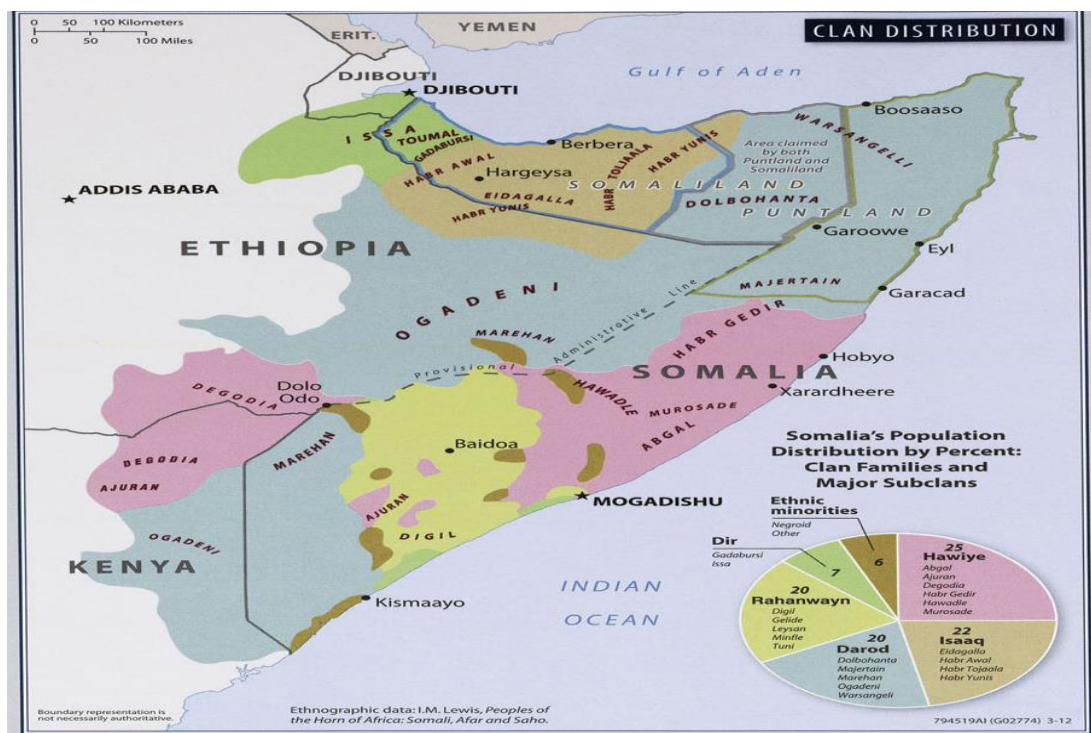 0 50 100 Kilometers
0 50 100 Miles
YEMEN
ERIT.
CLAN DISTRIBUTION
DJIBOUTI
DJIBOUTI
Gulf of Aden
Boosaaso
ISSA
TOUMAL
GADABURSI
WARSANGELLI
Berbera
Area claimed
by both
Puntland and
Somaliland
HABR AWAL
HABR TOLJAALA
HABR YUNIS
ADDIS ABABA
Hargeysa
SOMALILAND
EIDAGALLA
DOLBOHANTA
HABR YUNIS
PUNTLAND
Garoowe
ETHIOPIA
Eyl
MAJERTAIN
Garacad
OGADENI
MAREHAN
Provisional Administrative Line
HABR GEDIR
Hobyo
SOMALIA
DEGODIA
Dolo
Odo
HAWADLE
Xarardheere
MUROSADE
ABGAL
MAREHAN
Baidoa
DEGODIA
AJURAN
AJURAN
MOGADISHU
DIGIL
OGADENI
KENYA
Kismaayo
INDIAN
OCEAN
Somalia's Population
Distribution by Percent:
Clan Families and
Major Subclans
Ethnic
minorities
Negroid
Other
6
Dir
Gadabursi
Issa
7
25
Hawiye
Abgal
Ajuran
Degodia
Habr Gedir
Hawadle
Murosade
20
Rahanwayn
Digil
Gelide
Leysan
Minfle
Tuni
22
Isaaq
Eidagalla
Habr Awal
Habr Tojaala
Habr Yunis
20
Darod
Dolbohanta
Majertain
Marehan
Ogadeni
Warsangeli
Boundary representation is
not necessarily authoritative.
Ethnographic data: I.M. Lewis, Peoples of
the Horn of Africa: Somali, Afar and Saho.
794519AI (G02774) 3-12